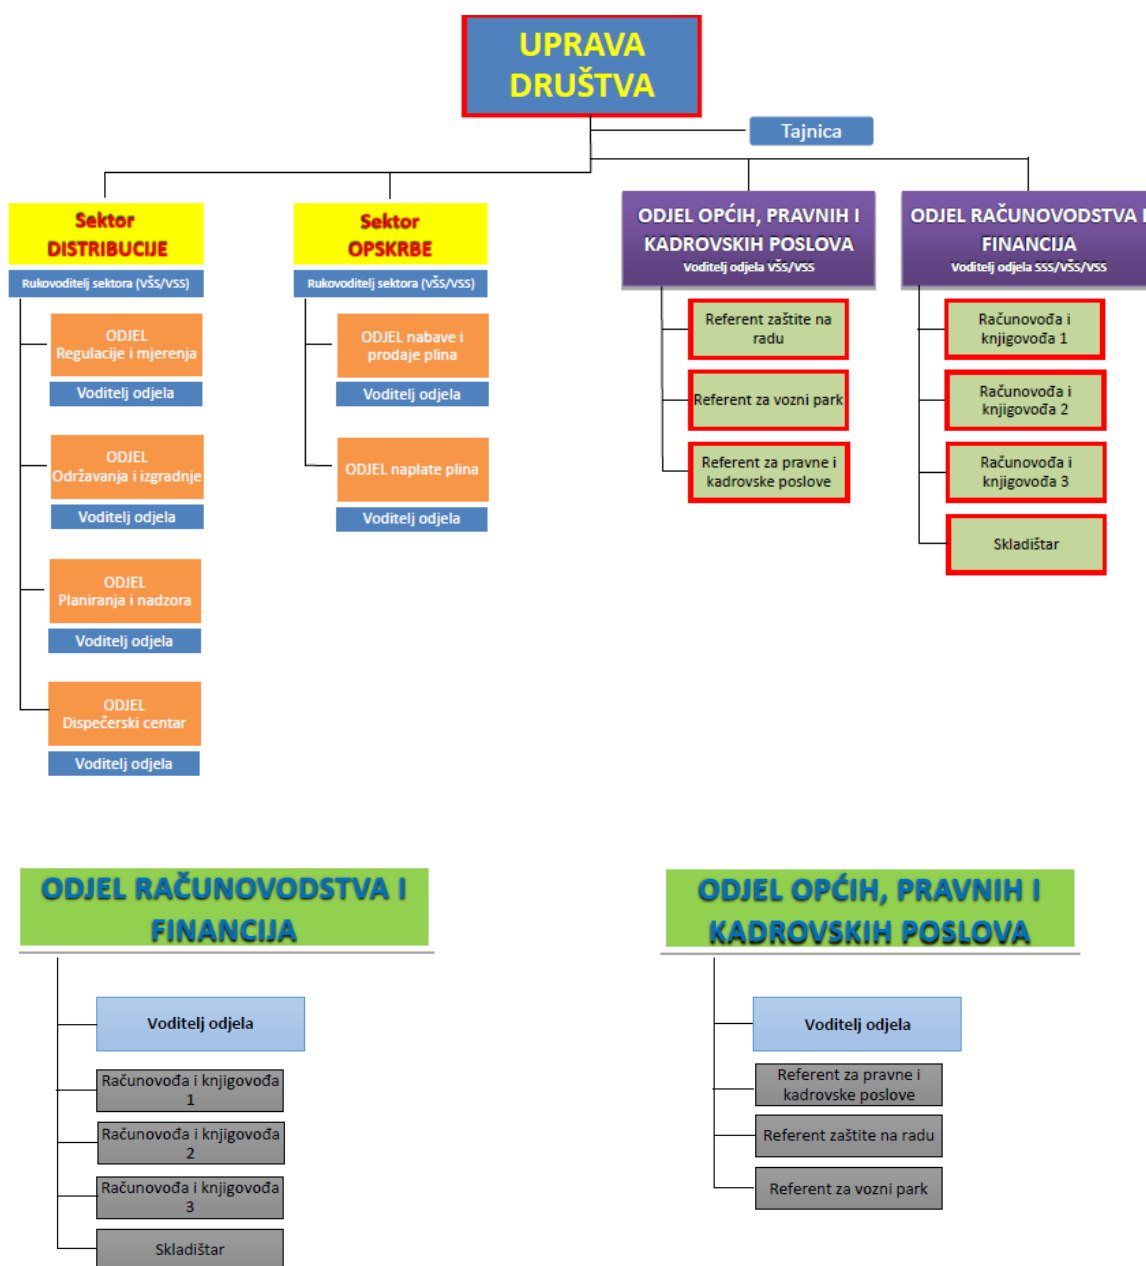 UPRAVA
DRUŠTVA
Tajnica
Sektor
DISTRIBUCIJE
Rukovoditelj sektora (VŠS/VSS)
ODJEL
Regulacije i mjerenja
Voditelj odjela
ODJEL
Održavanja i izgradnje
Voditelj odjela
ODJEL
Planiranja i nadzora
Voditelj odjela
ODJEL
Dispečerski centar
Voditelj odjela
Sektor
OPSKRBE
Rukovoditelj sektora (VŠS/VSS)
ODJEL nabave i
prodaje plina
Voditelj odjela
ODJEL naplate plina
Voditelj odjela
ODJEL OPĆIH, PRAVNIH I
KADROVSKIH POSLOVA
Voditelj odjela VŠS/VSS
Referent zaštite na
radu
Referent za vozni park
Referent za pravne i
kadrovske poslove
ODJEL RAČUNOVODSTVA I
FINANCIJA
Voditelj odjela SSS/VŠS/VSS
Računovođa i
knjigovođa 1
Računovođa i
knjigovođa 2
Računovođa i
knjigovođa 3
Skladištar
ODJEL RAČUNOVODSTVA I
FINANCIJA
Voditelj odjela
Računovođa i knjigovođa
1
Računovođa i knjigovođa
2
Računovođa i knjigovođa
3
Skladištar
ODJEL OPĆIH, PRAVNIH I
KADROVSKIH POSLOVA
Voditelj odjela
Referent za pravne i
kadrovske poslove
Referent zaštite na radu
Referent za vozni park